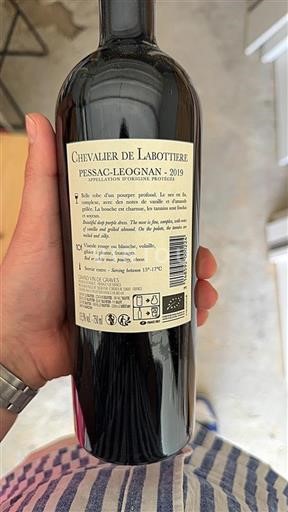 CHEVALIER DE LABOTTIERE
PESSAC-LEOGNAN - 2019
APPELLATION D'ORIGINE PROTÉGÉE
Belle robe d'un pourpre profond. Le nez est fin,
complexe, avec des notes de vanille et d'amande
grillée. La bouche est charnue, les tannins sont fondus
et soyeux.
Beautiful deep purple dress. The nose is fine, complex, with notes
of vanilla and grilled almond. On the palate, the tannins are
melted and silky.
Viande rouge ou blanche, volaille,
gibier à plume, fromages.
Red or white meat, poultry, cheese
Servir entre - Serving between 15°-17°C
GRAND VIN DE GRAVES
750 ml